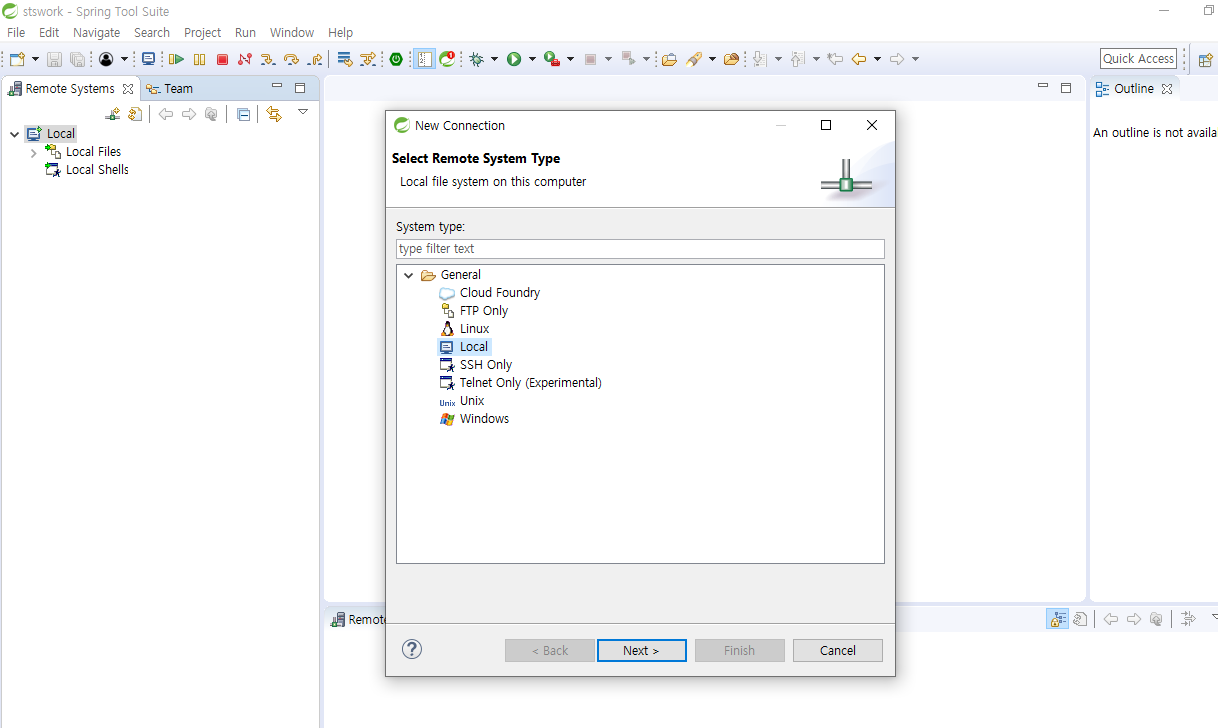 stswork - Spring Tool Suite
File Edit Navigate Search Project Run Window Help
Quick Access
Remote Systems Team
Outline
Local
Local Files
Local Shells
An outline is not availa
New Connection
Select Remote System Type
Local file system on this computer
System type:
type filter text
General
Cloud Foundry
FTP Only
Linux
Local
SSH Only
Telnet Only (Experimental)
Unix Unix
Windows
Remote
? < Back Next > Finish Cancel